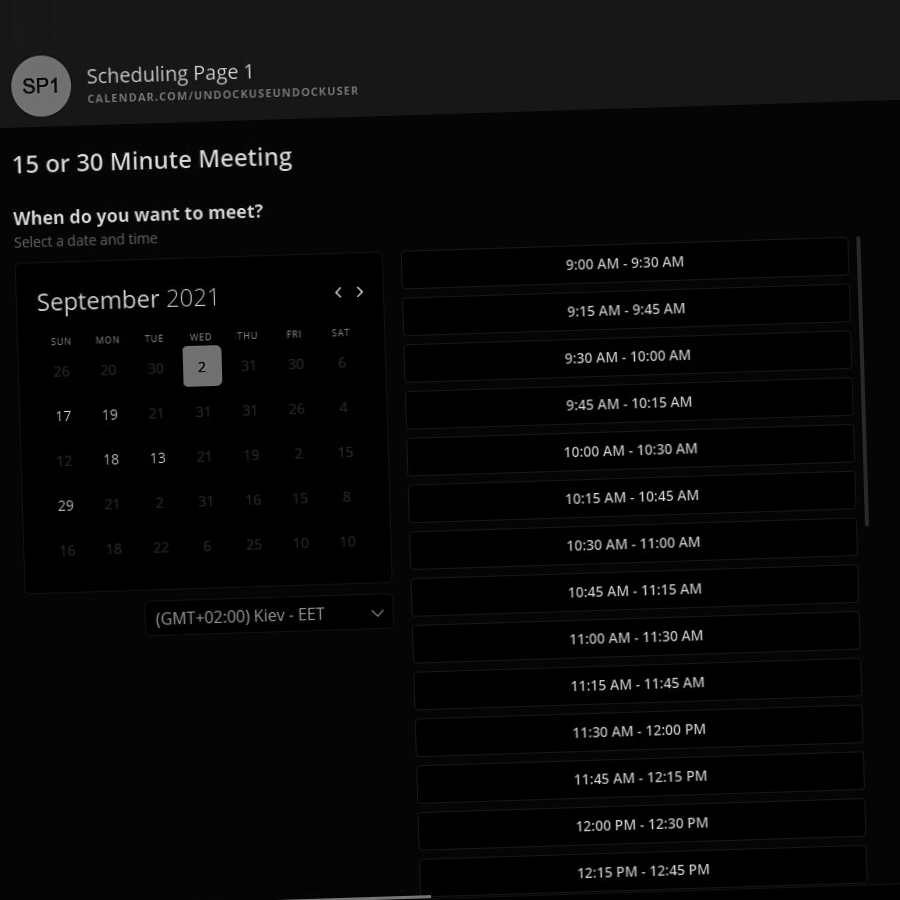 SP1
Scheduling Page 1
CALENDAR.COM/UNDOCKUSEUNDOCKUSER
15 or 30 Minute Meeting
When do you want to meet?
Select a date and time
September 2021
SUN MON TUE WED THU FRI SAT
26 20 30 2 31 30 6
17 19 21 31 31 26 4
12 18 13 21 19 2 15
29 21 2 31 16 15 8
16 18 22 6 25 10 10
(GMT+02:00) Kiev - EET
9:00 AM - 9:30 AM
9:15 AM - 9:45 AM
9:30 AM - 10:00 AM
9:45 AM - 10:15 AM
10:00 AM - 10:30 AM
10:15 AM - 10:45 AM
10:30 AM - 11:00 AM
10:45 AM - 11:15 AM
11:00 AM - 11:30 AM
11:15 AM - 11:45 AM
11:30 AM - 12:00 PM
11:45 AM - 12:15 PM
12:00 PM - 12:30 PM
12:15 PM - 12:45 PM